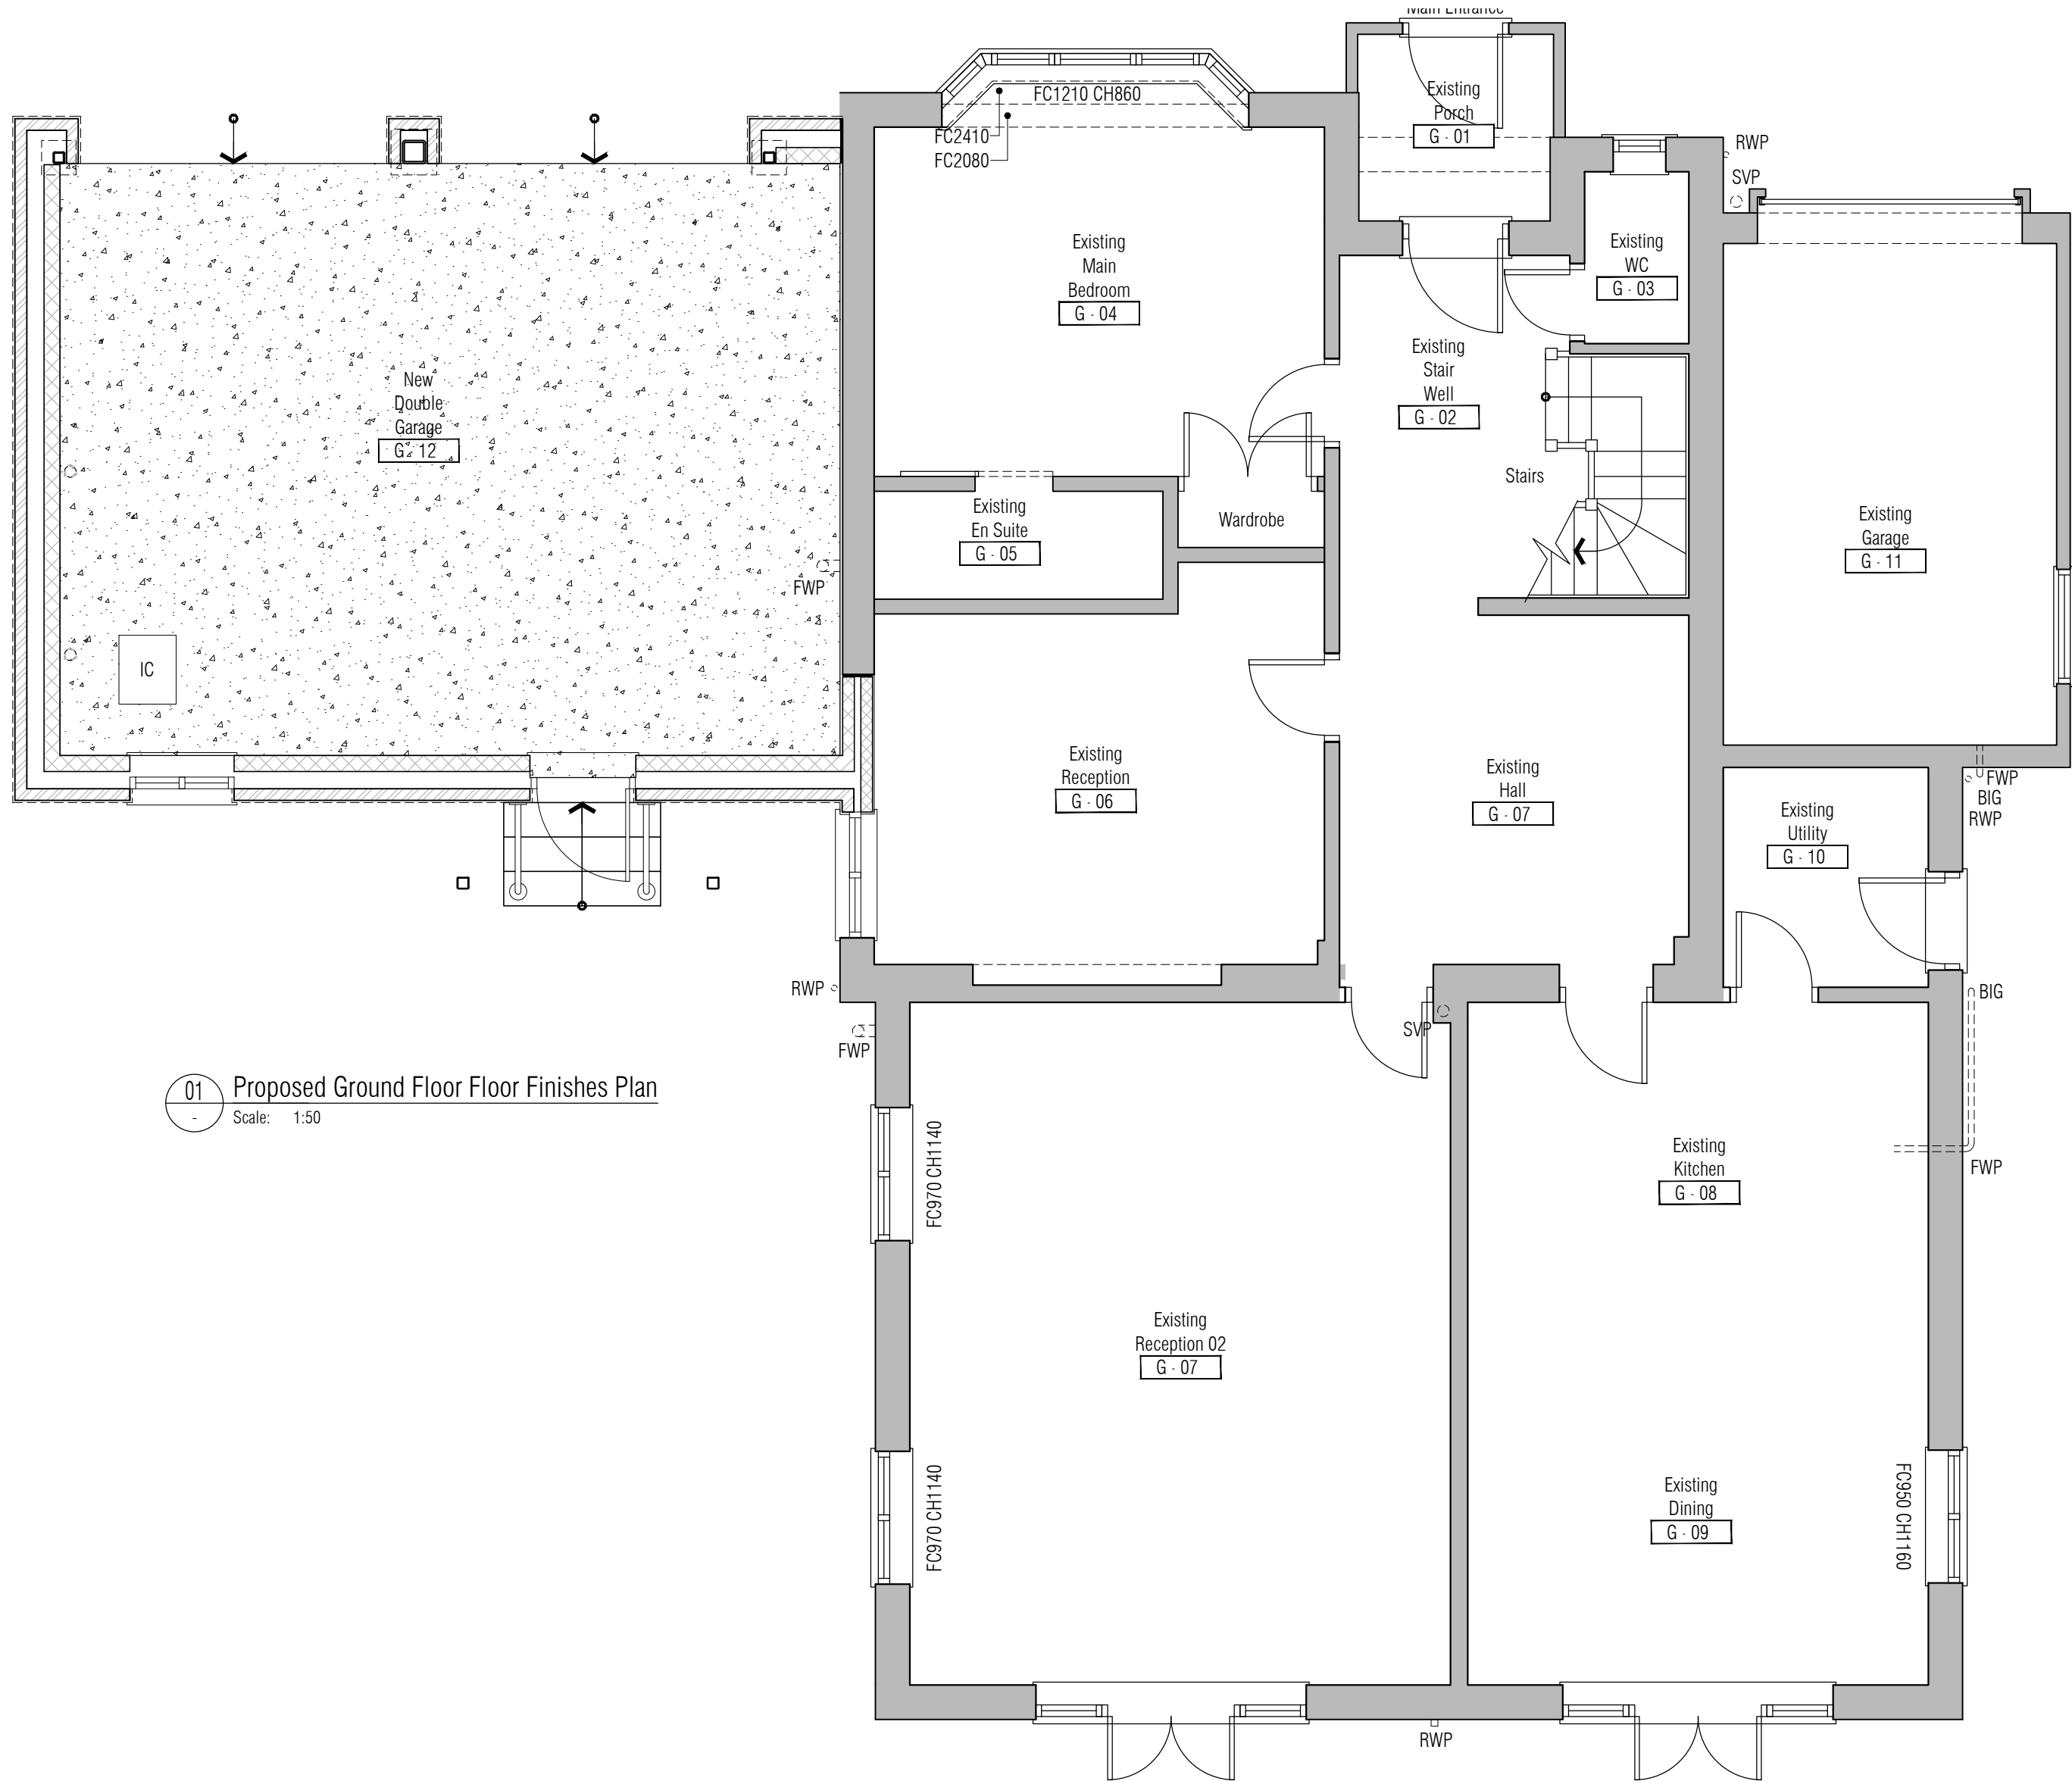 Main Entrance
Existing
Porch
G - 01
FC1210 CH860
FC2410
FC2080
RWP
SVP
Existing
Main
Bedroom
G - 04
Existing
WC
G - 03
Existing
Stair
Well
G - 02
New
Double
Garage
G - 12
Stairs
Existing
En Suite
G - 05
Wardrobe
Existing
Garage
G - 11
FWP
IC
Existing
Reception
G - 06
Existing
Hall
G - 07
Existing
Utility
G - 10
FWP
BIG
RWP
RWP
FWP
SVP
BIG
01
-
Proposed Ground Floor Floor Finishes Plan
Scale: 1:50
FC970 CH1140
Existing
Kitchen
G - 08
FWP
Existing
Reception 02
G - 07
FC970 CH1140
Existing
Dining
G - 09
FC950 CH1160
RWP